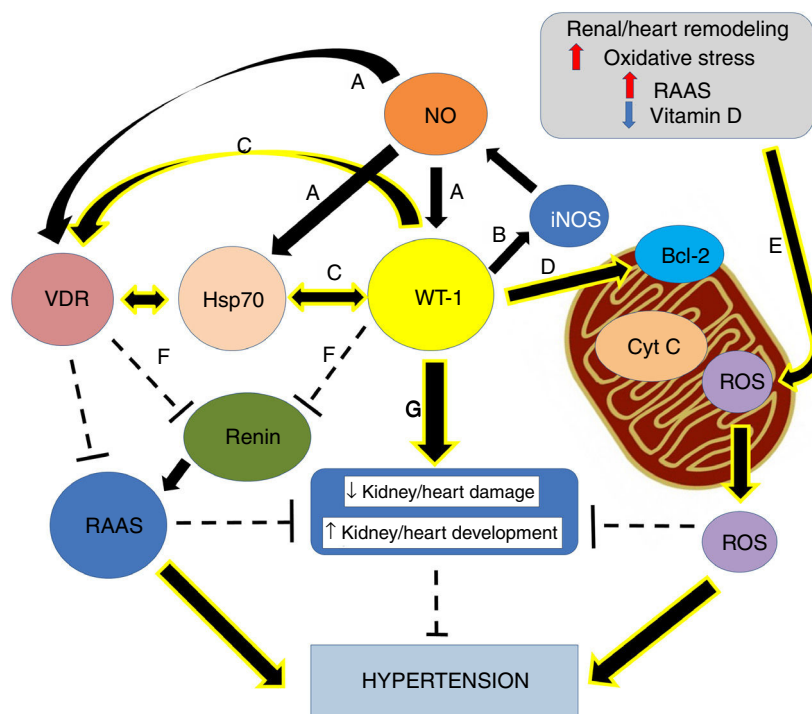 Renal/heart remodeling
Oxidative stress
RAAS
Vitamin D
A
NO
C
A
A
iNOS
B
E
Bcl-2
D
C
VDR
Hsp70
WT-1
Cyt C
ROS
F
F
G
Renin
↓ Kidney/heart damage
RAAS
↑ Kidney/heart development
ROS
HYPERTENSION